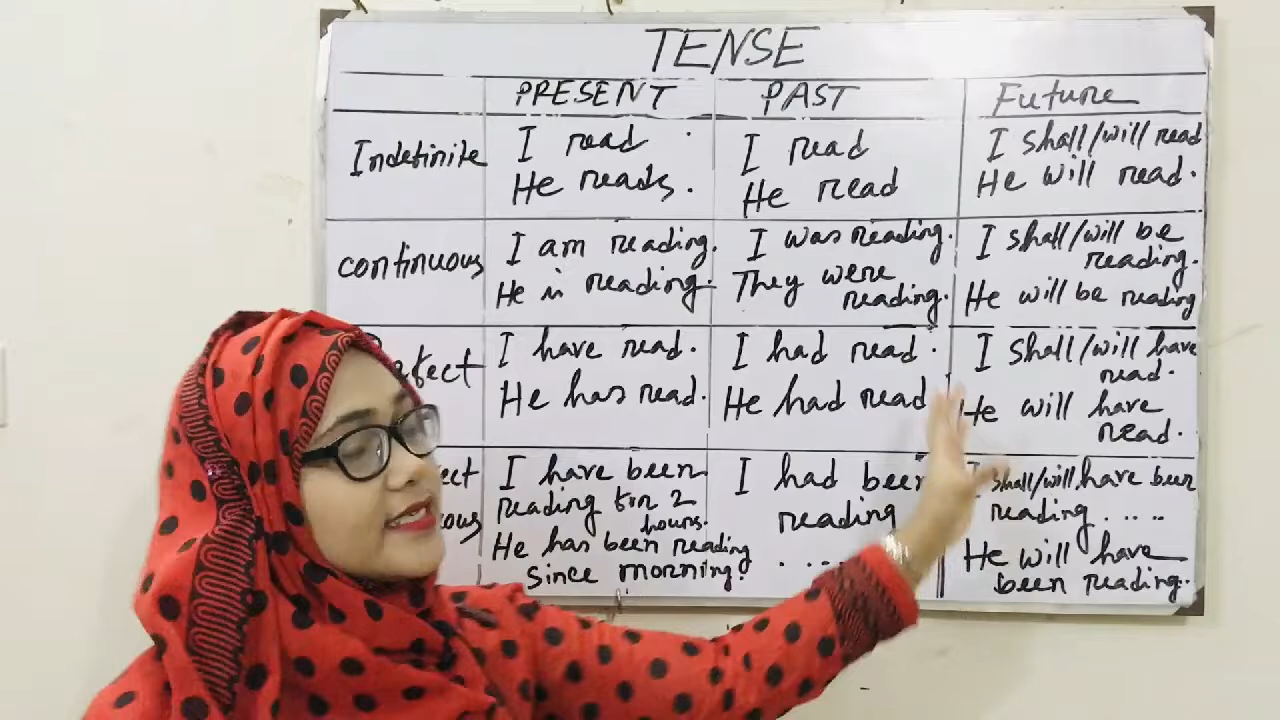 TENSE
PRESENT PAST Future
Indefinite I read I read I shall/will read
He reads. He read He will read.
continuous I am reading. I was reading. I shall/will be
reading.
He is reading. They were
reading. He will be reading
I have read. I had read. I shall/will have
read.
He has read. He had read He will have
read.
I have been I had been shall/will have been
reading for 2 reading reading ....
hours.
He has been reading .... He will have
since morning. been reading.